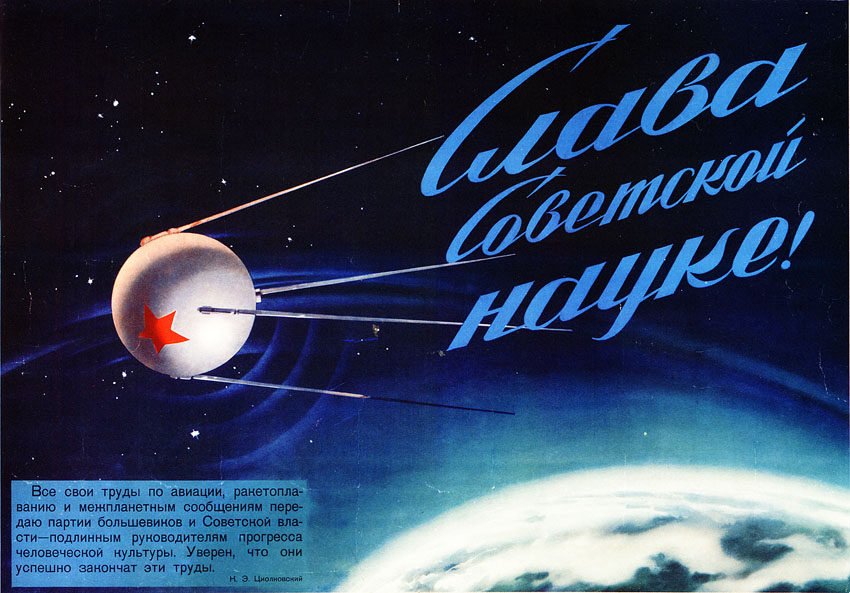 Слава
Советской
науке!
Все свои труды по авиации, ракетопла-
ванию и межпланетным сообщениям пере-
даю партии большевиков и Советской вла-
сти—подлинным руководителям прогресса
человеческой культуры. Уверен, что они
успешно закончат эти труды.
Н. Э. Циолковский